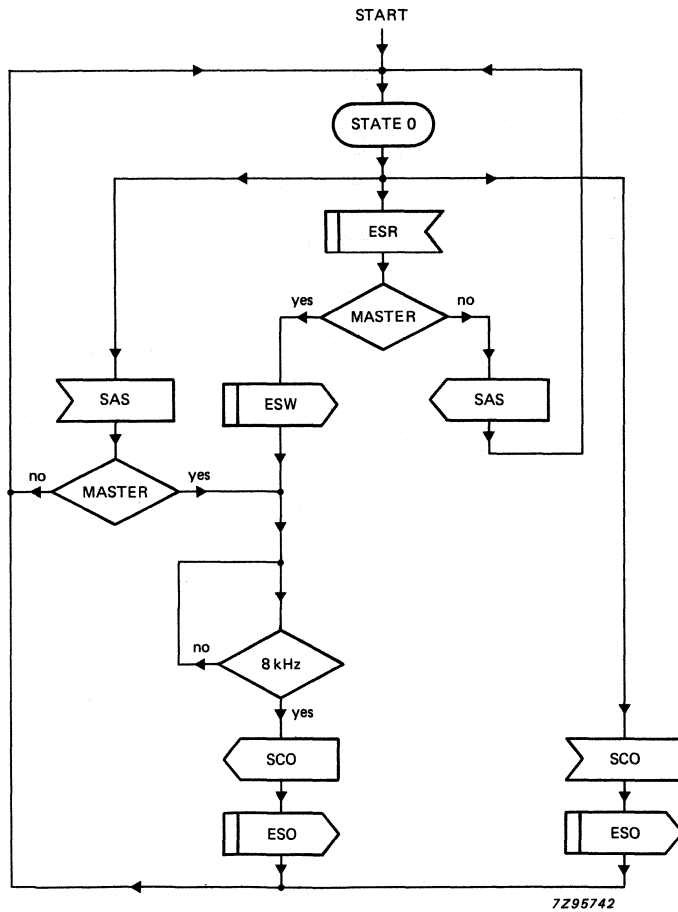 START
STATE 0
ESR
yes
MASTER
no
SAS
ESW
SAS
no
MASTER
yes
no
8 kHz
yes
SCO
SCO
ESO
ESO
7Z95742